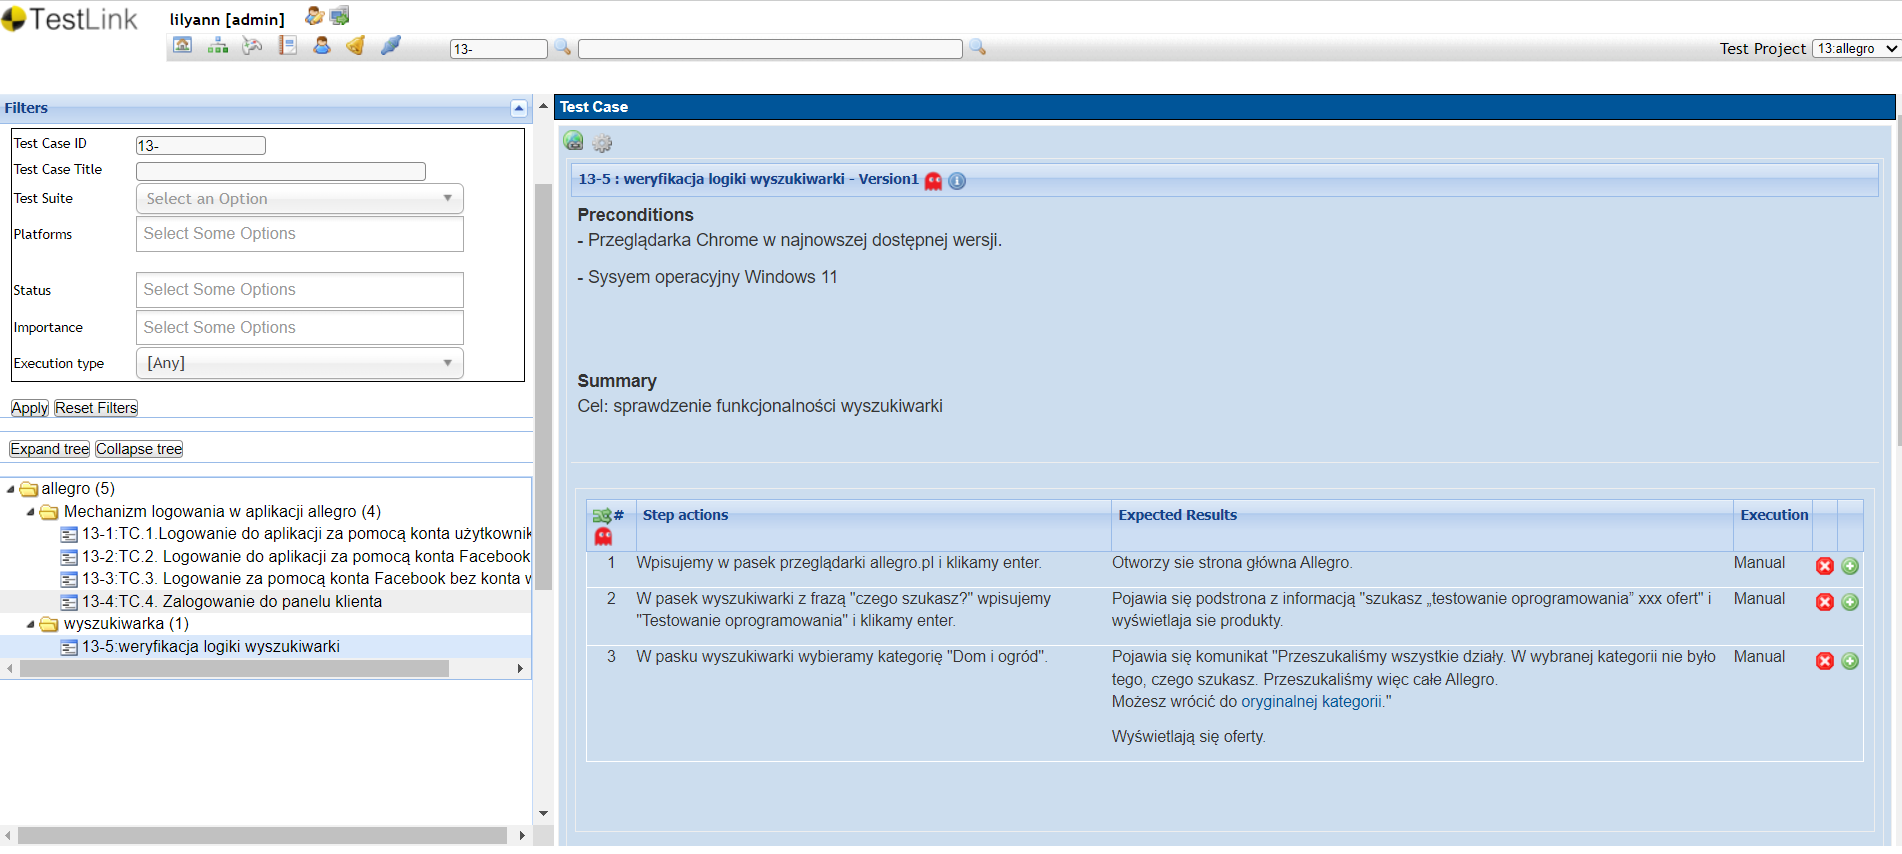 TestLink
lilyann [admin]
13-
Test Project 13:allegro
Filters
Test Case ID 13-
Test Case Title
Test Suite Select an Option
Platforms Select Some Options
Status Select Some Options
Importance Select Some Options
Execution type [Any]
Apply Reset Filters
Expand tree Collapse tree
allegro (5)
Mechanizm logowania w aplikacji allegro (4)
13-1:TC.1.Logowanie do aplikacji za pomocą konta użytkownik
13-2:TC.2. Logowanie do aplikacji za pomocą konta Facebook
13-3:TC.3. Logowanie za pomocą konta Facebook bez konta w
13-4:TC.4. Zalogowanie do panelu klienta
wyszukiwarka (1)
13-5:weryfikacja logiki wyszukiwarki
Test Case
13-5 : weryfikacja logiki wyszukiwarki - Version1
Preconditions
- Przeglądarka Chrome w najnowszej dostępnej wersji.
- Sysyem operacyjny Windows 11
Summary
Cel: sprawdzenie funkcjonalności wyszukiwarki
# Step actions Expected Results Execution
1 Wpisujemy w pasek przeglądarki allegro.pl i klikamy enter. Otworzy sie strona główna Allegro. Manual
2 W pasek wyszukiwarki z frazą "czego szukasz?" wpisujemy Pojawia się podstrona z informacją "szukasz „testowanie oprogramowania” xxx ofert" i Manual
"Testowanie oprogramowania" i klikamy enter. wyświetlaja sie produkty.
3 W pasku wyszukiwarki wybieramy kategorię "Dom i ogród". Pojawia się komunikat "Przeszukaliśmy wszystkie działy. W wybranej kategorii nie było Manual
tego, czego szukasz. Przeszukaliśmy więc całe Allegro.
Możesz wrócić do oryginalnej kategorii."
Wyświetlają się oferty.